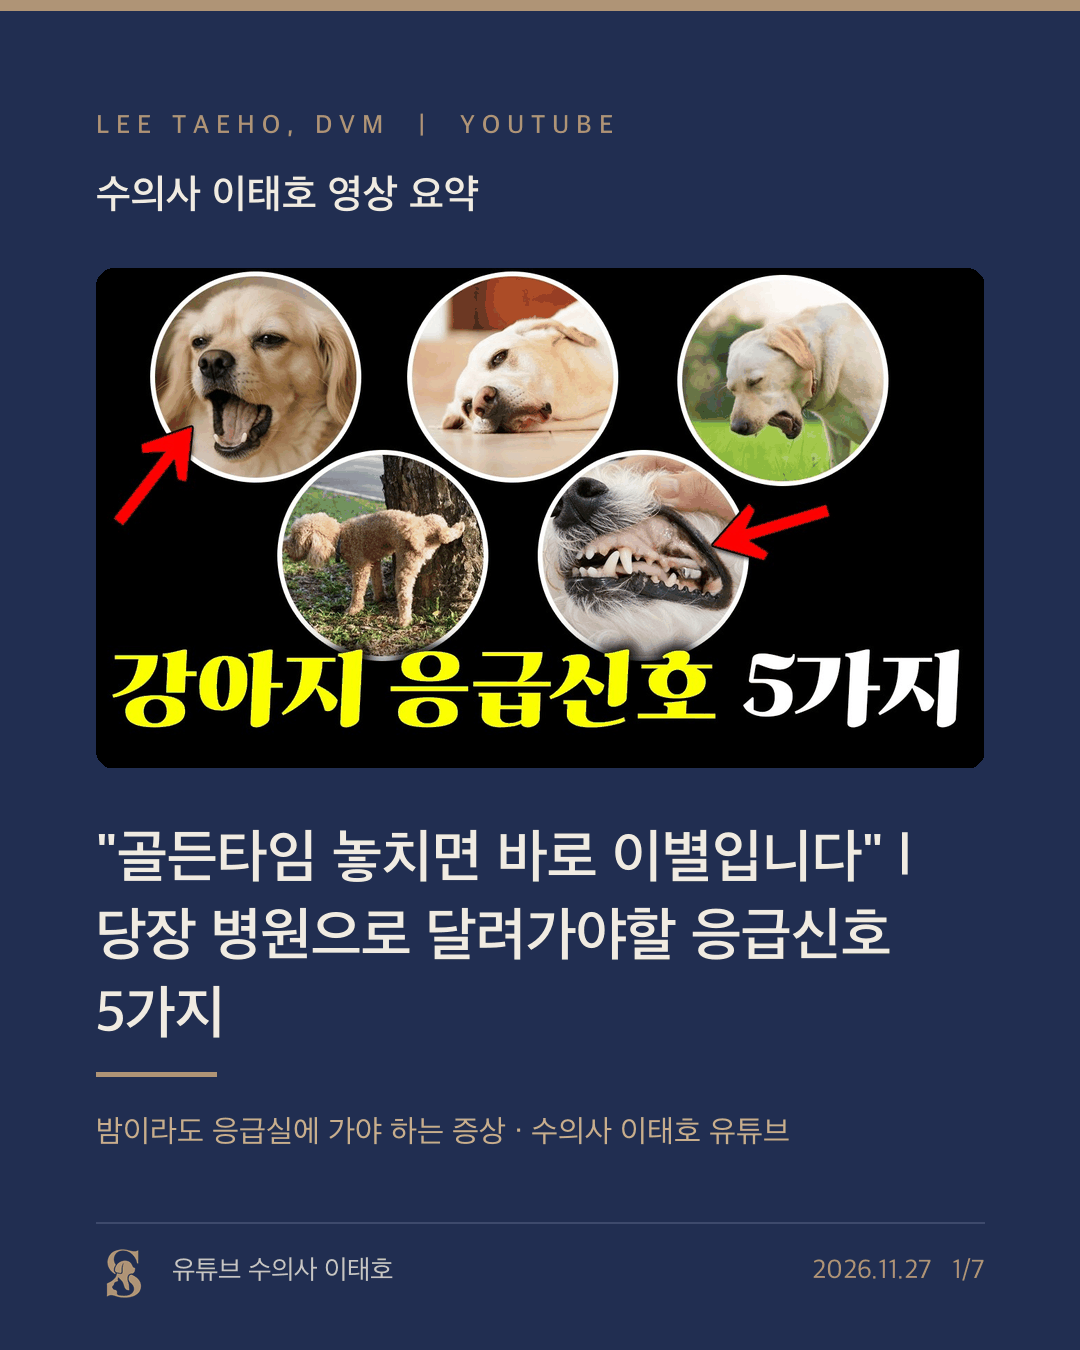 LEE TAEHO, DVM | YOUTUBE
수의사 이태호 영상 요약
강아지 응급신호 5가지
"골든타임 놓치면 바로 이별입니다" |
당장 병원으로 달려가야할 응급신호
5가지
밤이라도 응급실에 가야 하는 증상 · 수의사 이태호 유튜브
유튜브 수의사 이태호
2026.11.27 1/7